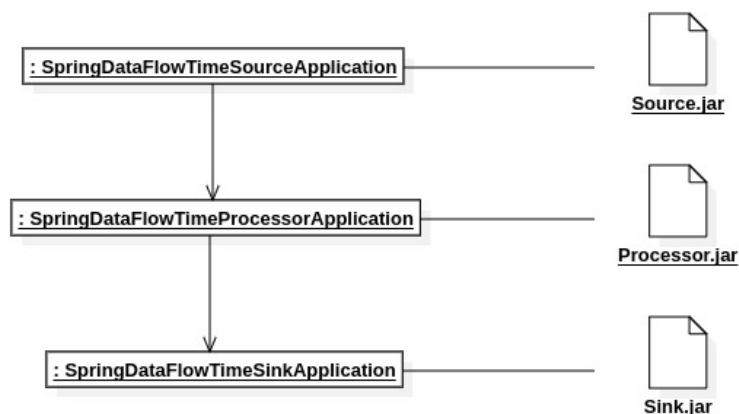 : SpringDataFlowTimeSourceApplication
Source.jar
: SpringDataFlowTimeProcessorApplication
Processor.jar
: SpringDataFlowTimeSinkApplication
Sink.jar